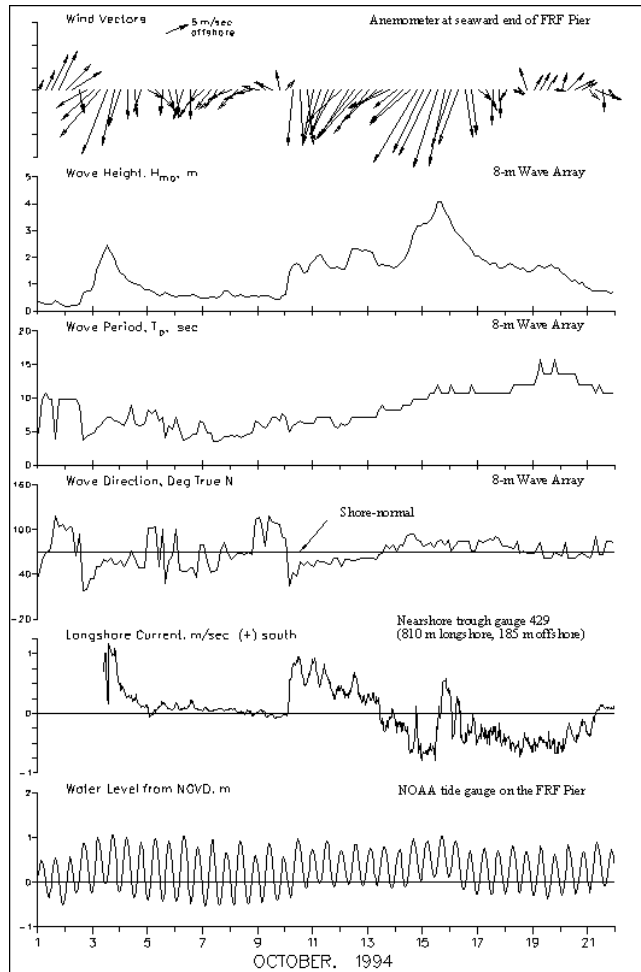 Wind Vectors
5 m/sec
offshore
Anemometer at seaward end of FRF Pier
Wave Height, Hmo, m
8-m Wave Array
5
4
3
2
1
0
Wave Period, Tp, sec
8-m Wave Array
20
15
10
5
0
Wave Direction, Deg True N
8-m Wave Array
160
100
40
-20
Shore-normal
Longshore Current, m/sec (+) south
Nearshore trough gauge 429
(810 m longshore, 185 m offshore)
1
0
-1
Water Level from NGVD, m
NOAA tide gauge on the FRF Pier
2
1
0
-1
1 3 5 7 9 11 13 15 17 19 21
OCTOBER, 1994